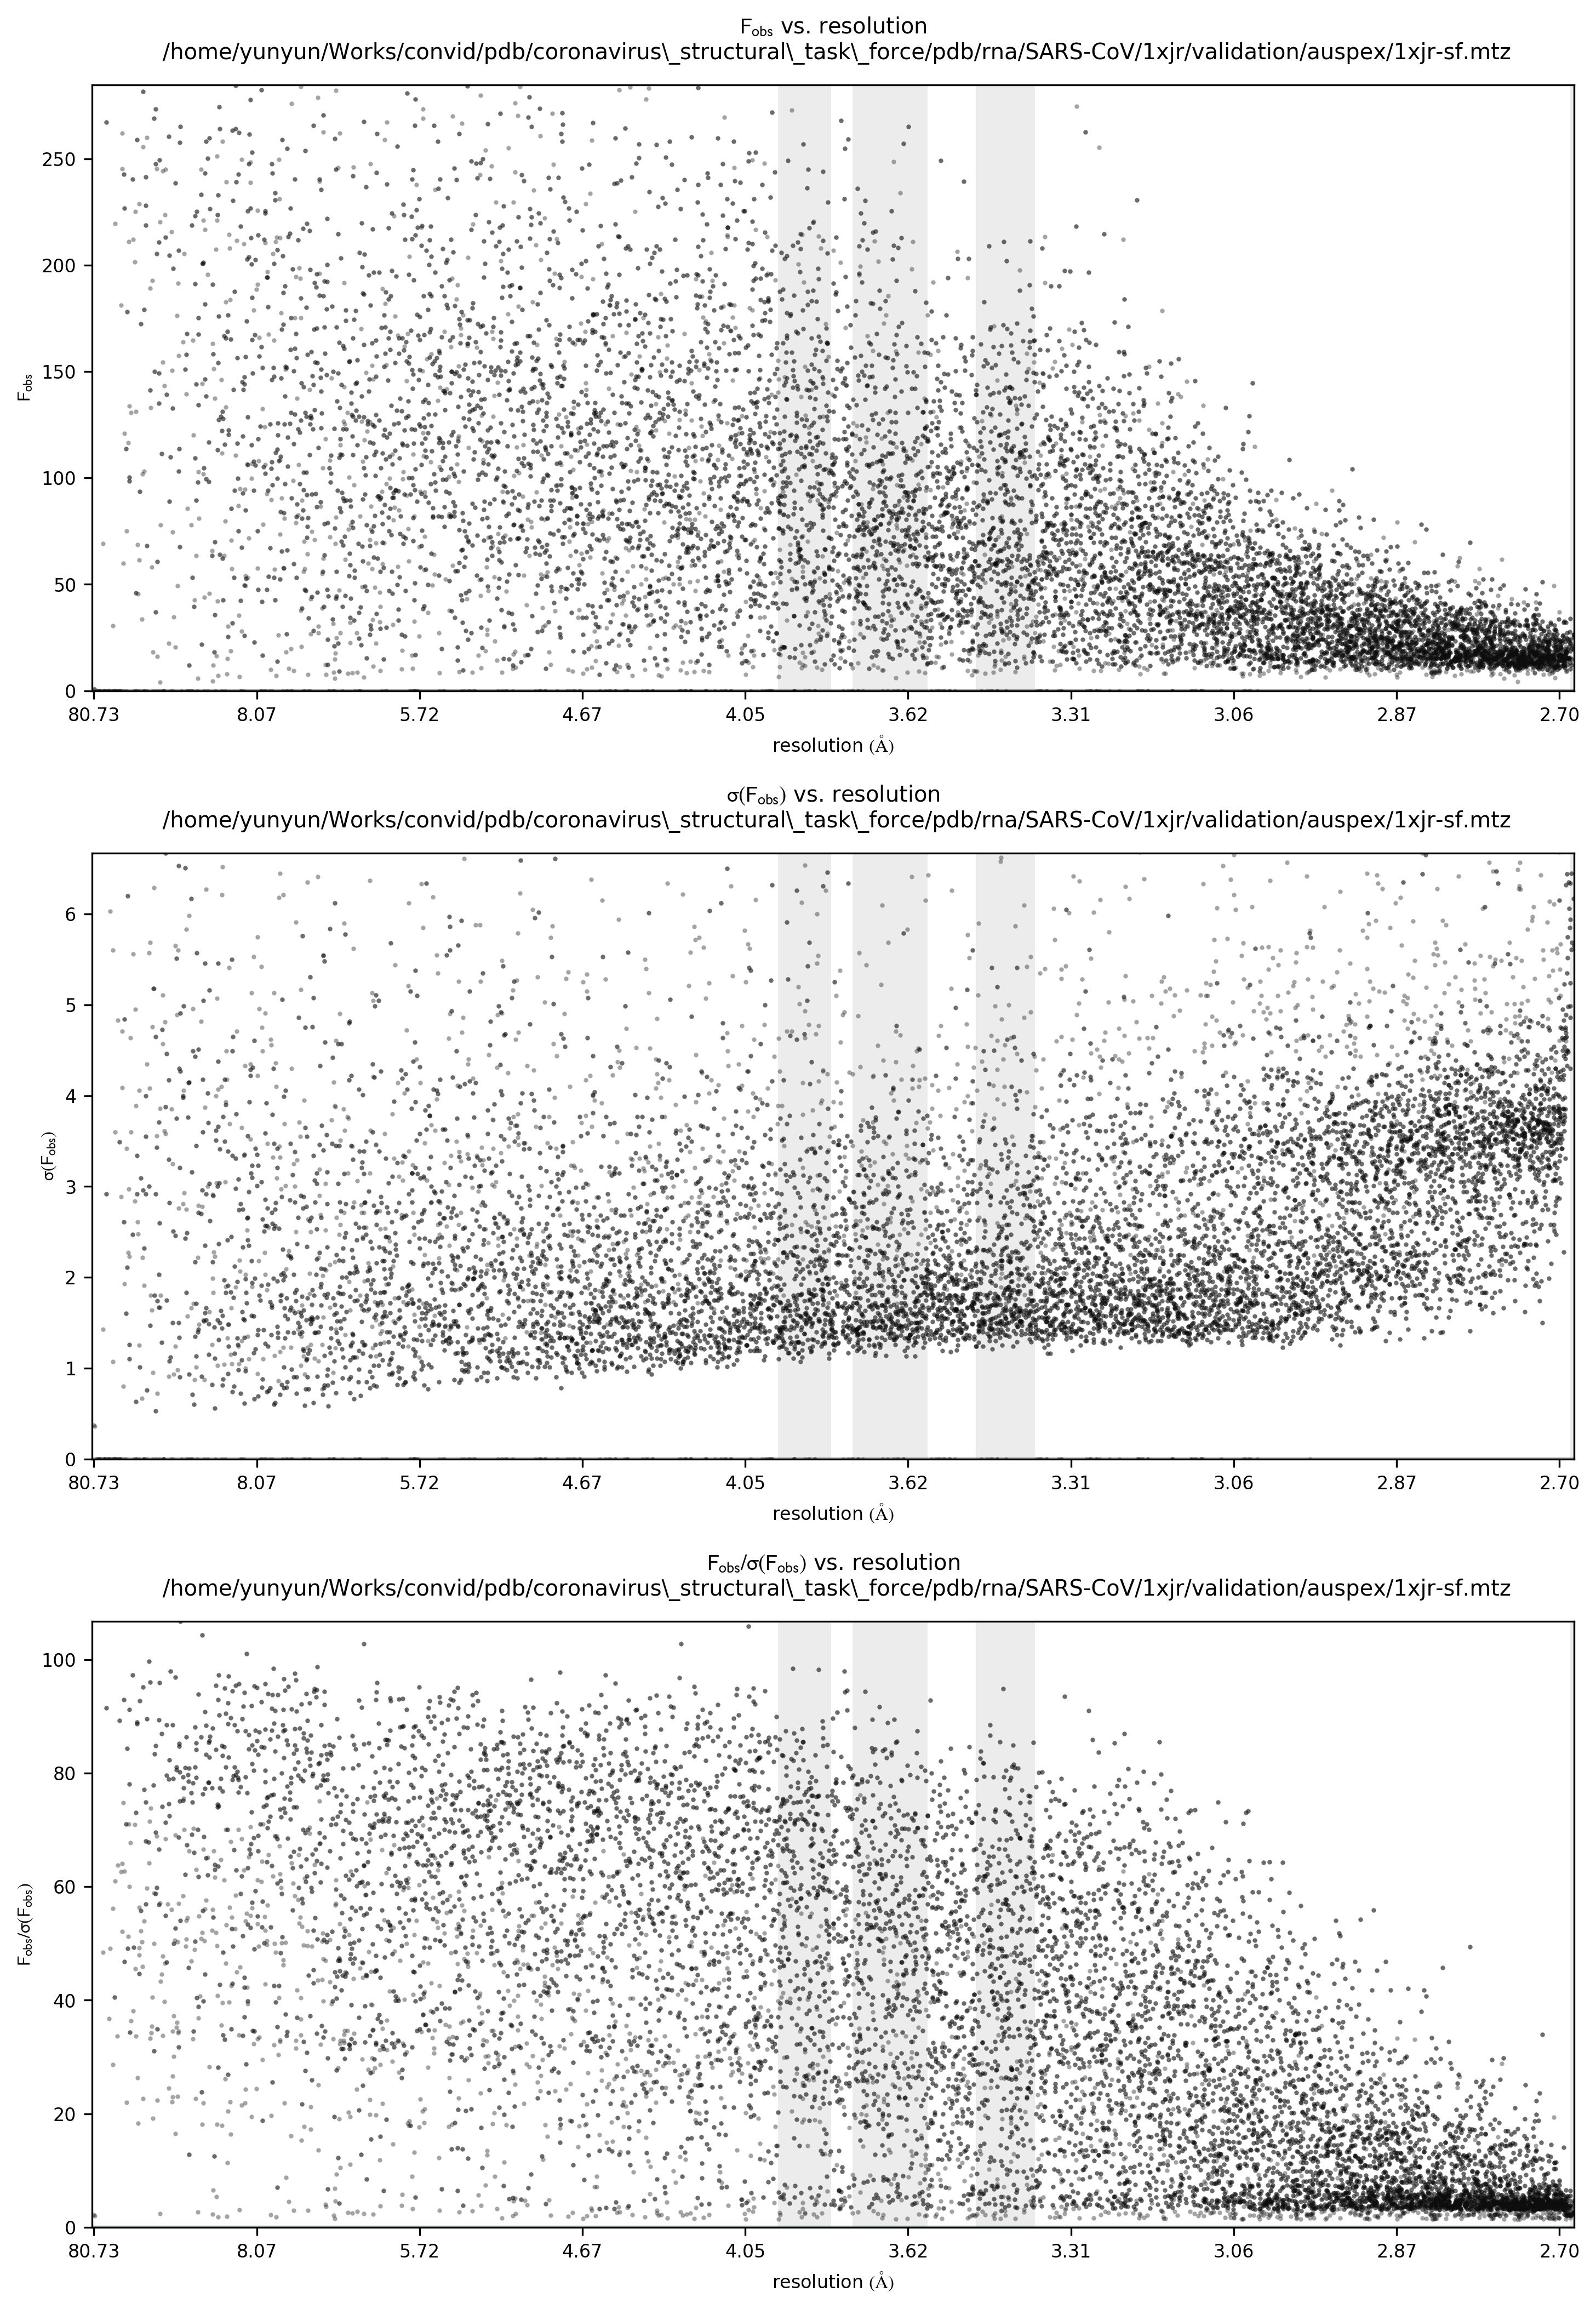 Fobs vs. resolution
/home/yunyun/Works/convid/pdb/coronavirus\_structural\_task\_force/pdb/rna/SARS-CoV/1xjr/validation/auspex/1xjr-sf.mtz
250
200
150
100
50
0
Fobs
80.73 8.07 5.72 4.67 4.05 3.62 3.31 3.06 2.87 2.70
resolution (Å)
σ(Fobs) vs. resolution
/home/yunyun/Works/convid/pdb/coronavirus\_structural\_task\_force/pdb/rna/SARS-CoV/1xjr/validation/auspex/1xjr-sf.mtz
6
5
4
3
2
1
0
σ(Fobs)
80.73 8.07 5.72 4.67 4.05 3.62 3.31 3.06 2.87 2.70
resolution (Å)
Fobs/σ(Fobs) vs. resolution
/home/yunyun/Works/convid/pdb/coronavirus\_structural\_task\_force/pdb/rna/SARS-CoV/1xjr/validation/auspex/1xjr-sf.mtz
100
80
60
40
20
0
Fobs/σ(Fobs)
80.73 8.07 5.72 4.67 4.05 3.62 3.31 3.06 2.87 2.70
resolution (Å)